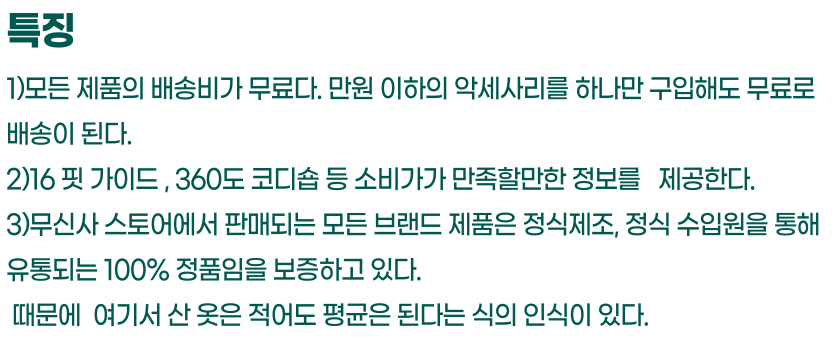 특징
1)모든 제품의 배송비가 무료다. 만원 이하의 악세사리를 하나만 구입해도 무료로
배송이 된다.
2)16 핏 가이드 , 360도 코디숍 등 소비가가 만족할만한 정보를 제공한다.
3)무신사 스토어에서 판매되는 모든 브랜드 제품은 정식제조, 정식 수입원을 통해
유통되는 100% 정품임을 보증하고 있다.
때문에 여기서 산 옷은 적어도 평균은 된다는 식의 인식이 있다.